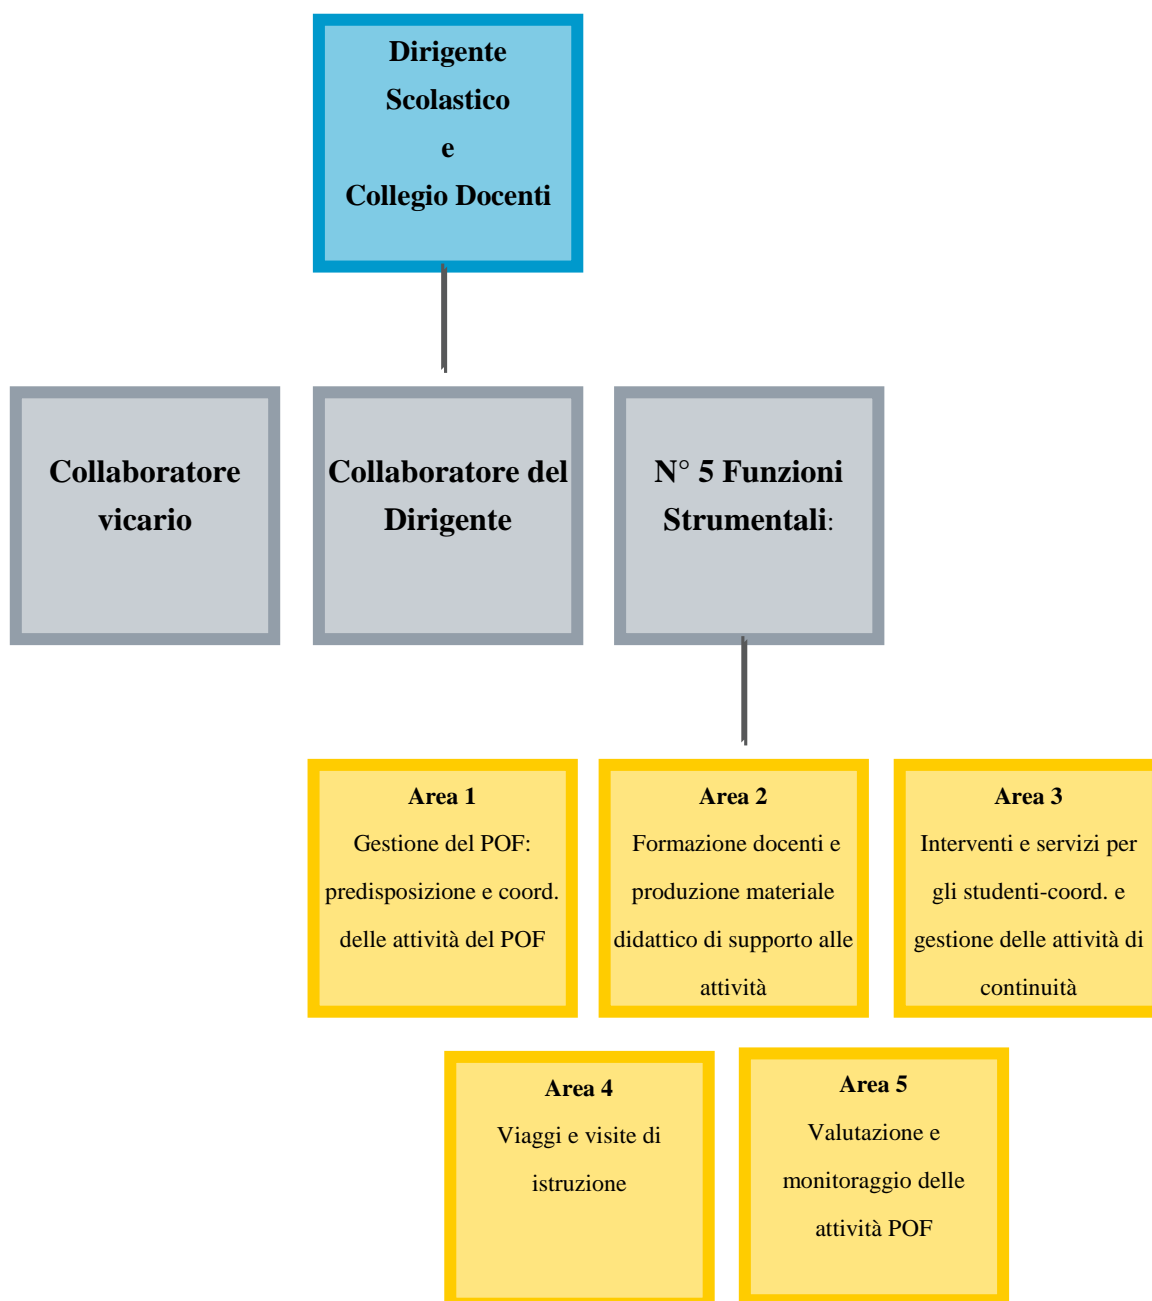 Dirigente
Scolastico
e
Collegio Docenti
Collaboratore
vicario
Collaboratore del
Dirigente
N° 5 Funzioni
Strumentali:
Area 1
Gestione del POF:
predisposizione e coord.
delle attività del POF
Area 2
Formazione docenti e
produzione materiale
didattico di supporto alle
attività
Area 3
Interventi e servizi per
gli studenti-coord. e
gestione delle attività di
continuità
Area 4
Viaggi e visite di
istruzione
Area 5
Valutazione e
monitoraggio delle
attività POF